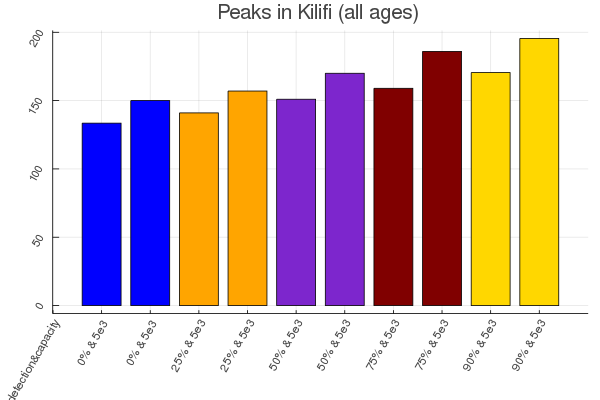 Peaks in Kilifi (all ages)
200
150
100
50
0
detection&capacity
0% & 5e3
0% & 5e3
25% & 5e3
25% & 5e3
50% & 5e3
50% & 5e3
75% & 5e3
75% & 5e3
90% & 5e3
90% & 5e3